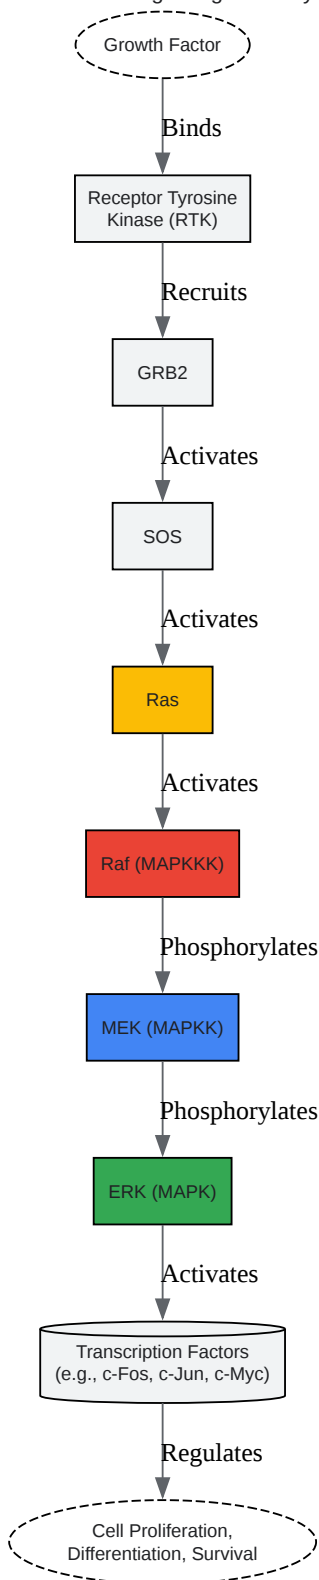 Growth Factor
Binds
Receptor Tyrosine
Kinase (RTK)
Recruits
GRB2
Activates
SOS
Activates
Ras
Activates
Raf (MAPKKK)
Phosphorylates
MEK (MAPKK)
Phosphorylates
ERK (MAPK)
Activates
Transcription Factors
(e.g., c-Fos, c-Jun, c-Myc)
Regulates
Cell Proliferation,
Differentiation, Survival